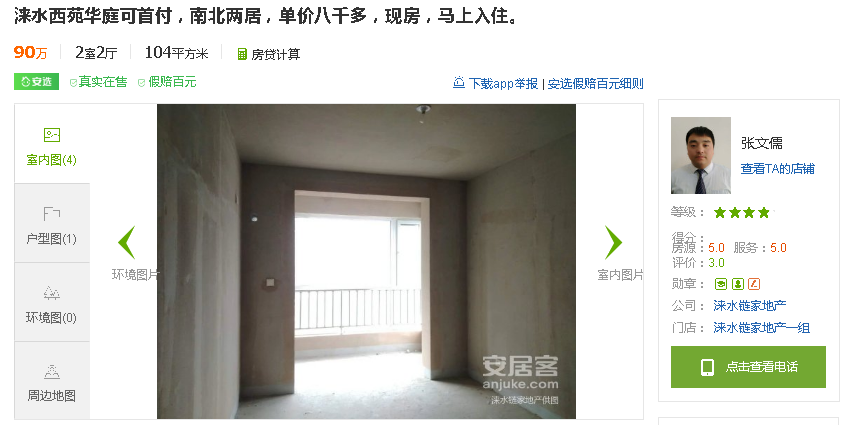 涞水西苑华庭可首付，南北两居，单价八千多，现房，马上入住。
90万 2室2厅 104平方米 房贷计算
安选 真实在售 假赔百元 下载app举报 | 安选假赔百元细则
室内图(4)
户型图(1)
环境图(0)
周边地图
环境图片
室内图片
安居客
anjuke.com
涞水链家地产供图
张文儒
查看TA的店铺
等级：
得分：
房源：5.0 服务：5.0
评价：3.0
勋章：
公司：涞水链家地产
门店：涞水链家地产一组
点击查看电话